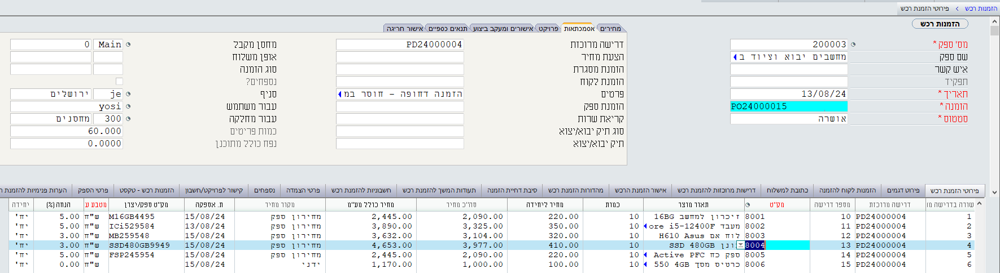 הזמנות רכש > פירוטי הזמנת רכש
הזמנות רכש
מחירים אסמכתאות פרויקט אישורים ומעקב ביצוע תנאים כספיים אישור חריגה
מס' ספק * 200003
שם ספק מחשבים יבוא וציוד ב
איש קשר
תפקיד
תאריך * 13/08/24
הזמנה * PO24000015
סטטוס * אושרה
דרישה מרוכזת PD24000004
הצעת מחיר
הזמנת מסגרת
הזמנת לקוח
פרטים הזמנה דחופה - חוסר במ
הזמנת ספק
קריאת שרות
סוג תיק יבוא/יצוא
תיק יבוא/יצוא
מחסן מקבל Main 0
אופן משלוח
סוג הזמנה
נספחים?
סניף je ירושלים
עבור משתמש yosi
עבור מחלקה 300 מחסנים
כמות פריטים 60.000
נפח כולל מתוכנן 0.0000
פירוטי הזמנת רכש פירוט דגמים הזמנות לקוח להזמנה כתובת למשלוח דרישות מרוכזות להזמנת רכש אישור הזמנת הרכש מהדורות הזמנת רכש סיבת דחיית הזמנה תעודות המשך להזמנת רכש חשבוניות להזמנת רכש פרטי הצמדה נספחים קישור לפרויקט/חשבון הזמנות רכש - טקסט פרטי הספק הערות פנימיות להזמנת ר
שורה בדרישה מו דרישה מרוכזת מספר דרישה מק"ט תאור מוצר כמות מחיר ליחידה סה"כ מחיר מחיר כולל מע"מ מקור מחיר ת. אספקה מק"ט ספק/יצרן מטבע ש הנחה (%) יחידה
1 PD24000004 10 8001 זיכרון למחשב 16BG 10 220.00 2,090.00 2,445.00 מחירון ספק 15/08/24 M16GB4495 ש"ח 5.00 יח'
2 PD24000004 11 8002 מעבד ore i5-12400F 10 350.00 3,325.00 3,890.00 מחירון ספק 13/08/24 ICi529584 ש"ח 5.00 יח'
3 PD24000004 12 8003 לוח אם H610 Asus 10 320.00 3,104.00 3,632.00 מחירון ספק 15/08/24 MB259548 ש"ח 3.00 יח'
4 PD24000004 13 8004 SSD 480GB 10 410.00 3,977.00 4,653.00 מחירון ספק 15/08/24 SSD480GB9949 ש"ח 3.00 יח'
5 PD24000004 14 8005 ספק כח Active PFC 10 220.00 2,090.00 2,445.00 מחירון ספק 15/08/24 FSP245954 ש"ח 5.00 יח'
6 PD24000004 15 8006 כרטיס מסך 550 4GB 10 100.00 1,000.00 1,170.00 ידני 15/08/24 ש"ח 0.00 יח'